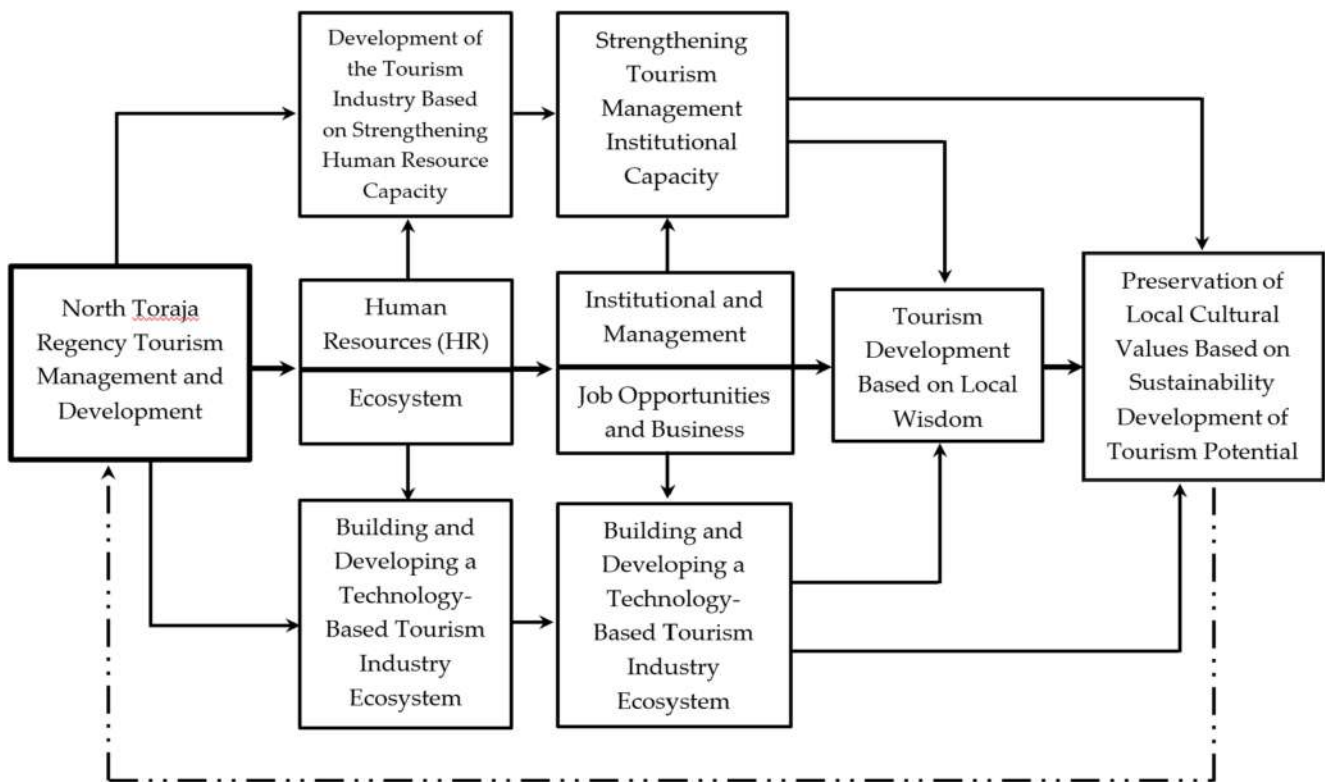 Development of
the Tourism
Industry Based
on Strengthening
Human Resource
Capacity
Strengthening
Tourism
Management
Institutional
Capacity
North Toraja
Regency Tourism
Management and
Development
Human
Resources (HR)
Ecosystem
Institutional and
Management
Job Opportunities
and Business
Tourism
Development
Based on Local
Wisdom
Preservation of
Local Cultural
Values Based on
Sustainability
Development of
Tourism Potential
Building and
Developing a
Technology-
Based Tourism
Industry
Ecosystem
Building and
Developing a
Technology-
Based Tourism
Industry
Ecosystem